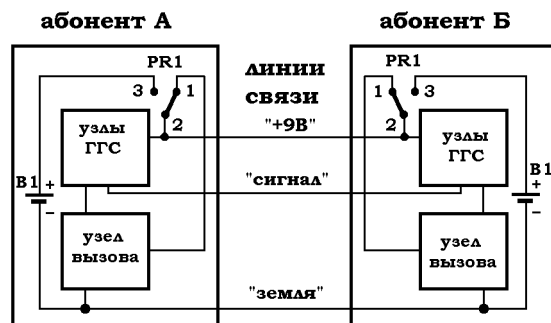 абонент А
абонент Б
PR1
3
1
2
линии
связи
"+9В"
PR1
1
3
2
узлы
ГГС
узлы
ГГС
B1
+
−
"сигнал"
B1
+
−
узел
вызова
узел
вызова
"земля"